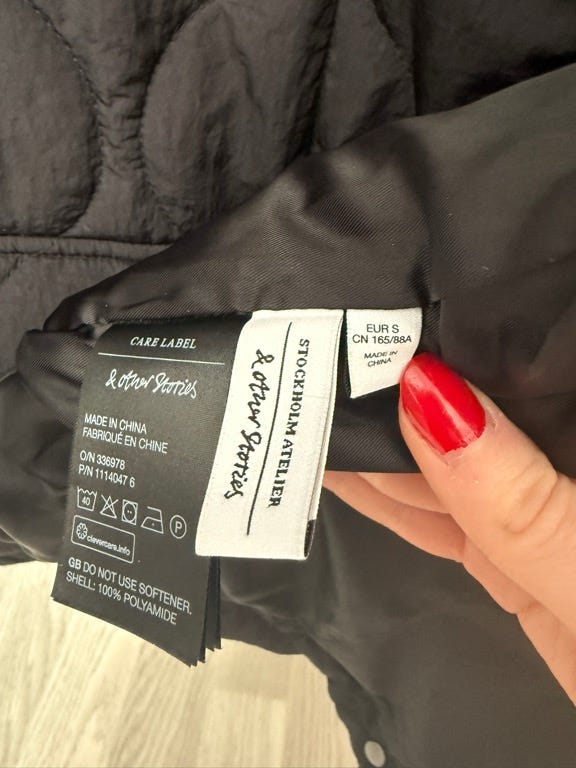 CARE LABEL
& other Stories
MADE IN CHINA
FABRIQUÉ EN CHINE
O/N 336978
P/N 1114047 6
40
P
clevercare.info
GB DO NOT USE SOFTENER.
SHELL: 100% POLYAMIDE
& other Stories
STOCKHOLM ATELIER
EUR S
CN 165/88A
MADE IN
CHINA